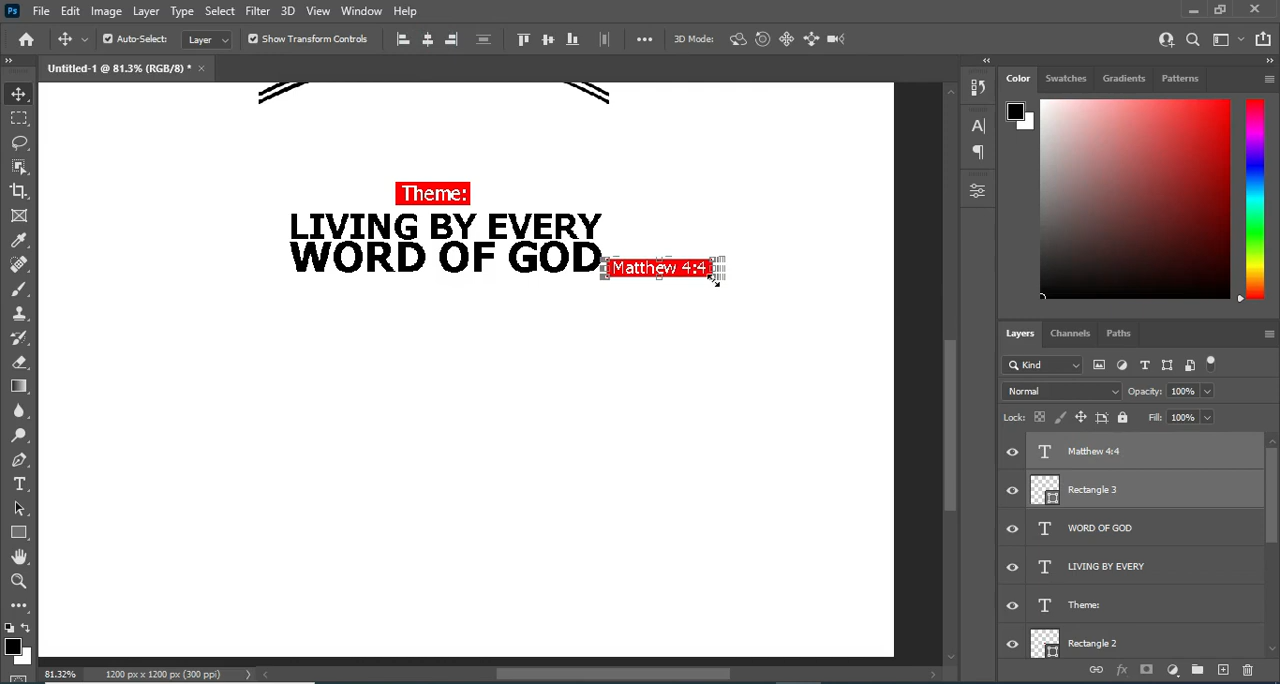 Ps File Edit Image Layer Type Select Filter 3D View Window Help
Auto-Select: Layer Show Transform Controls 3D Mode:
Untitled-1 @ 81.3% (RGB/8) *
Color Swatches Gradients Patterns
Theme:
LIVING BY EVERY
WORD OF GOD
Matthew 4:4
Layers Channels Paths
Kind
Normal Opacity: 100%
Lock: Fill: 100%
Matthew 4:4
Rectangle 3
WORD OF GOD
LIVING BY EVERY
Theme:
Rectangle 2
81.32% 1200 px x 1200 px (300 ppi)